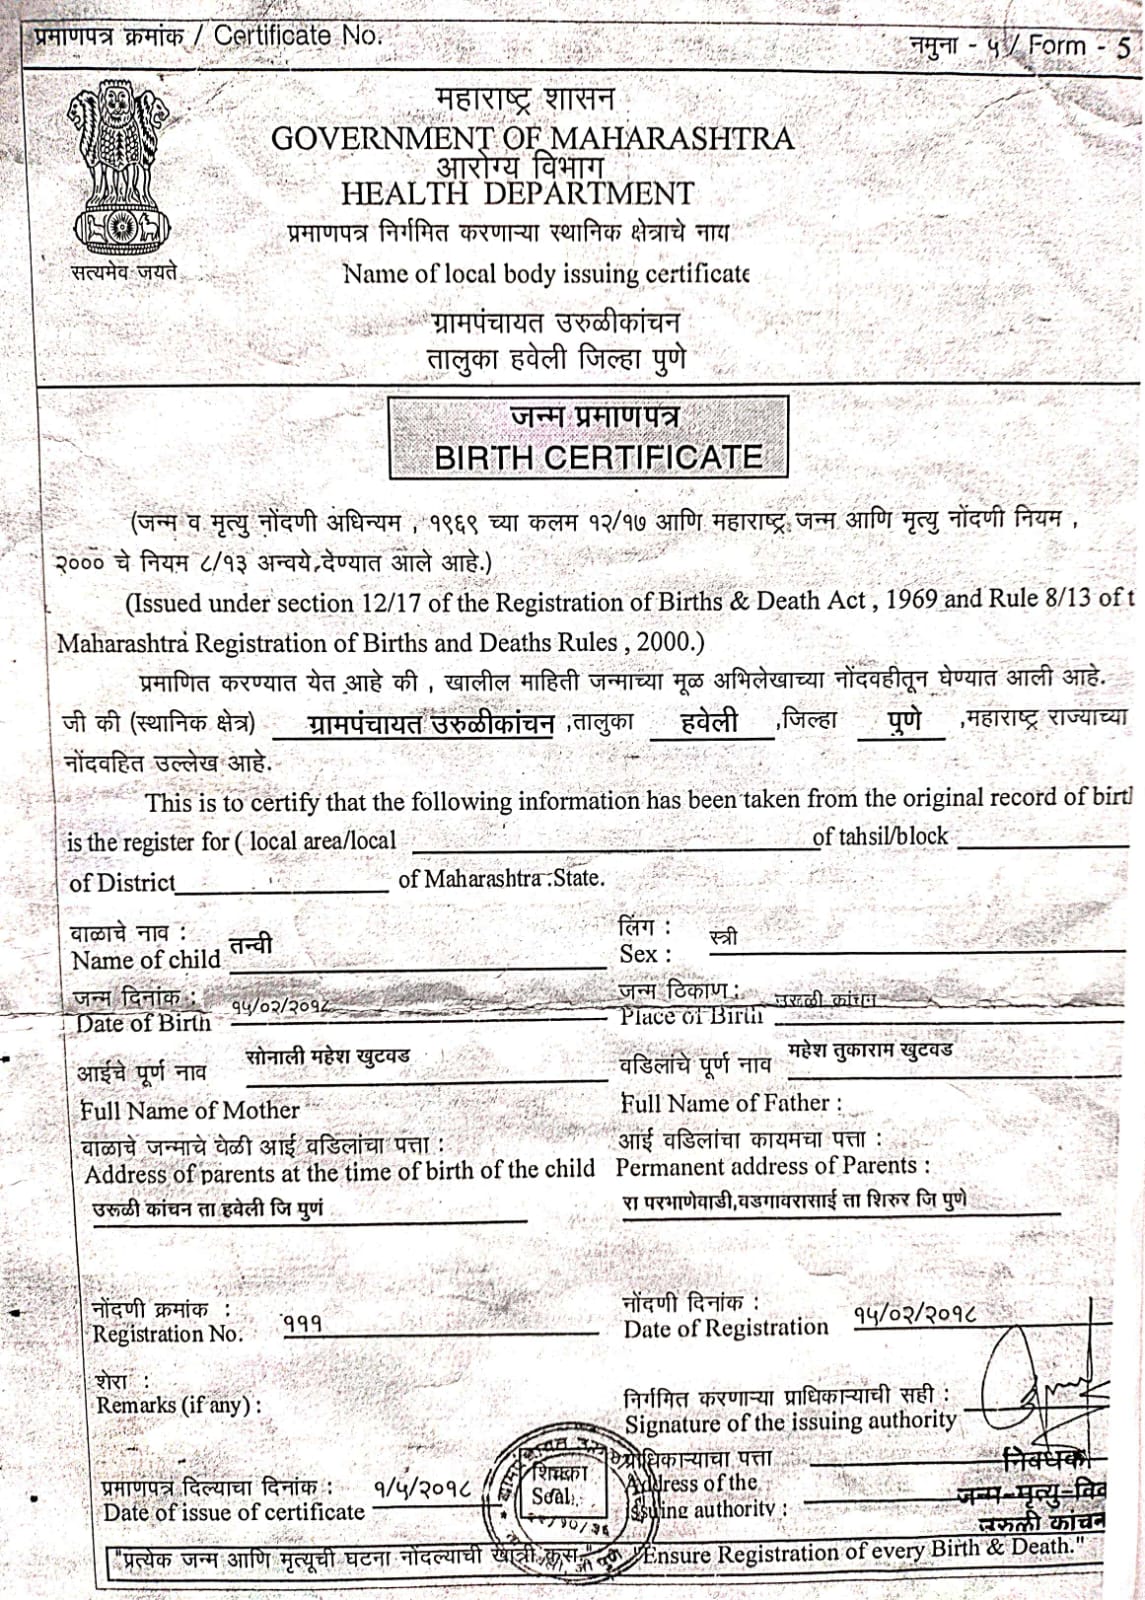 प्रमाणपत्र क्रमांक / Certificate No.
नमुना - ५ / Form - 5
महाराष्ट्र शासन
GOVERNMENT OF MAHARASHTRA
आरोग्य विभाग
HEALTH DEPARTMENT
प्रमाणपत्र निर्गमित करणाऱ्या स्थानिक क्षेत्राचे नाव
सत्यमेव जयते
Name of local body issuing certificate
ग्रामपंचायत उरुळीकांचन
तालुका हवेली जिल्हा पुणे
जन्म प्रमाणपत्र
BIRTH CERTIFICATE
(जन्म व मृत्यु नोंदणी अधिन्यम , १९६९ च्या कलम १२/१७ आणि महाराष्ट्र जन्म आणि मृत्यु नोंदणी नियम ,
२००० चे नियम ८/१३ अन्वये देण्यात आले आहे.)
(Issued under section 12/17 of the Registration of Births & Death Act , 1969 and Rule 8/13 of t
Maharashtra Registration of Births and Deaths Rules , 2000.)
प्रमाणित करण्यात येत आहे की , खालील माहिती जन्माच्या मूळ अभिलेखाच्या नोंदवहीतून घेण्यात आली आहे.
जी की (स्थानिक क्षेत्र) ग्रामपंचायत उरुळीकांचन ,तालुका हवेली ,जिल्हा पुणे ,महाराष्ट्र राज्याच्या
नोंदवहित उल्लेख आहे.
This is to certify that the following information has been taken from the original record of birth
is the register for ( local area/local of tahsil/block
of District of Maharashtra State.
बाळाचे नाव : तन्वी लिंग : स्त्री
Name of child Sex :
जन्म दिनांक : १५/०२/२०१८ जन्म ठिकाण : उरुळी कांचन
Date of Birth Place of Birth
आईचे पूर्ण नाव सोनाली महेश खुटवड वडिलांचे पूर्ण नाव महेश तुकाराम खुटवड
Full Name of Mother Full Name of Father :
बाळाचे जन्माचे वेळी आई वडिलांचा पत्ता : आई वडिलांचा कायमचा पत्ता :
Address of parents at the time of birth of the child Permanent address of Parents :
उरूळी कांचन ता हवेली जि पुणं रा परभाणेवाडी,वडगावरासाई ता शिरुर जि पुणे
नोंदणी क्रमांक : १११ नोंदणी दिनांक : १५/०२/२०१८
Registration No. Date of Registration
शेरा :
Remarks (if any) :
निर्गमित करणाऱ्या प्राधिकाऱ्याची सही :
Signature of the issuing authority
प्राधिकाऱ्याचा पत्ता निबंधक
प्रमाणपत्र दिल्याचा दिनांक : १/५/२०१८ शिक्का Address of the
Date of issue of certificate Seal issuing authority :
जन्म-मृत्यु-
उरुळी कांचन
"प्रत्येक जन्म आणि मृत्यूची घटना नोंदल्याची खात्री करा." "Ensure Registration of every Birth & Death."